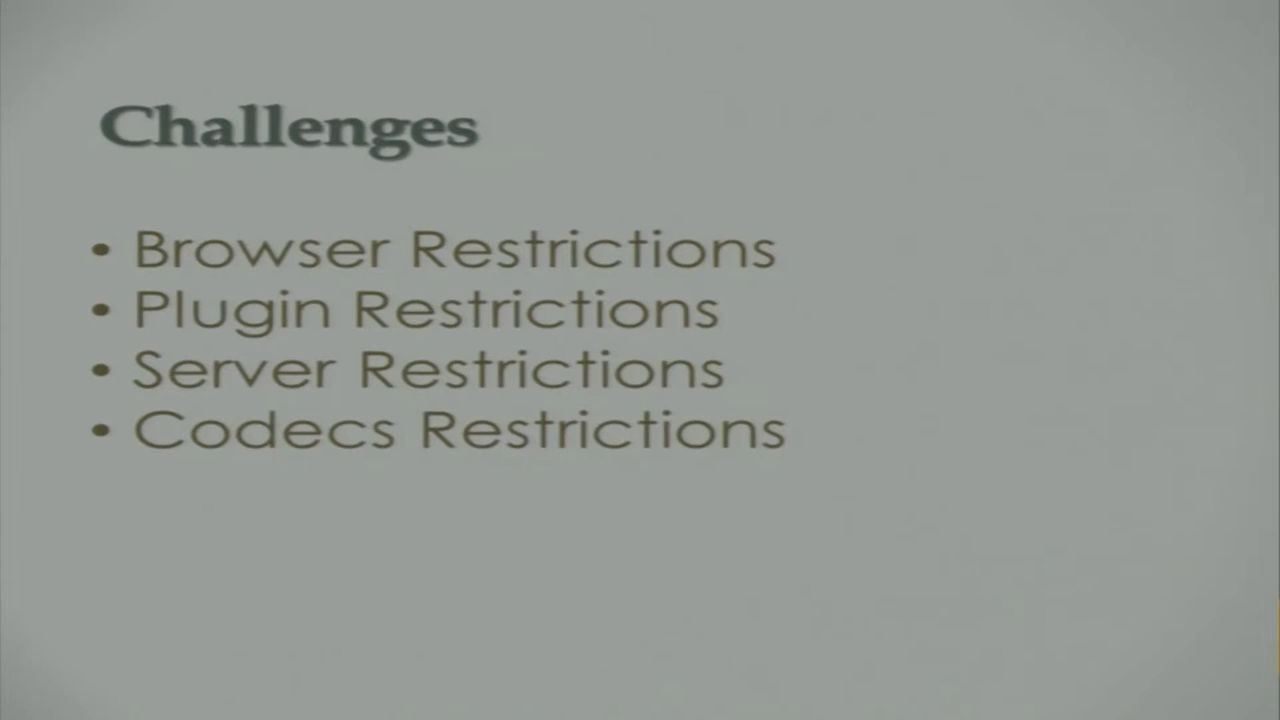 Challenges
• Browser Restrictions
• Plugin Restrictions
• Server Restrictions
• Codecs Restrictions